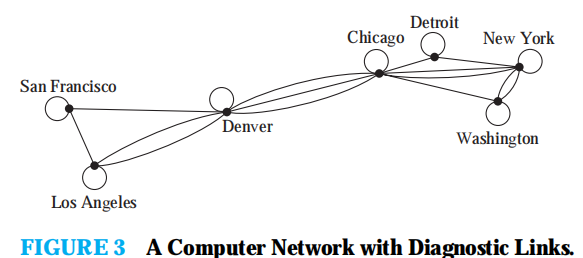 Detroit
Chicago
New York
San Francisco
Denver
Washington
Los Angeles
FIGURE 3 A Computer Network with Diagnostic Links.